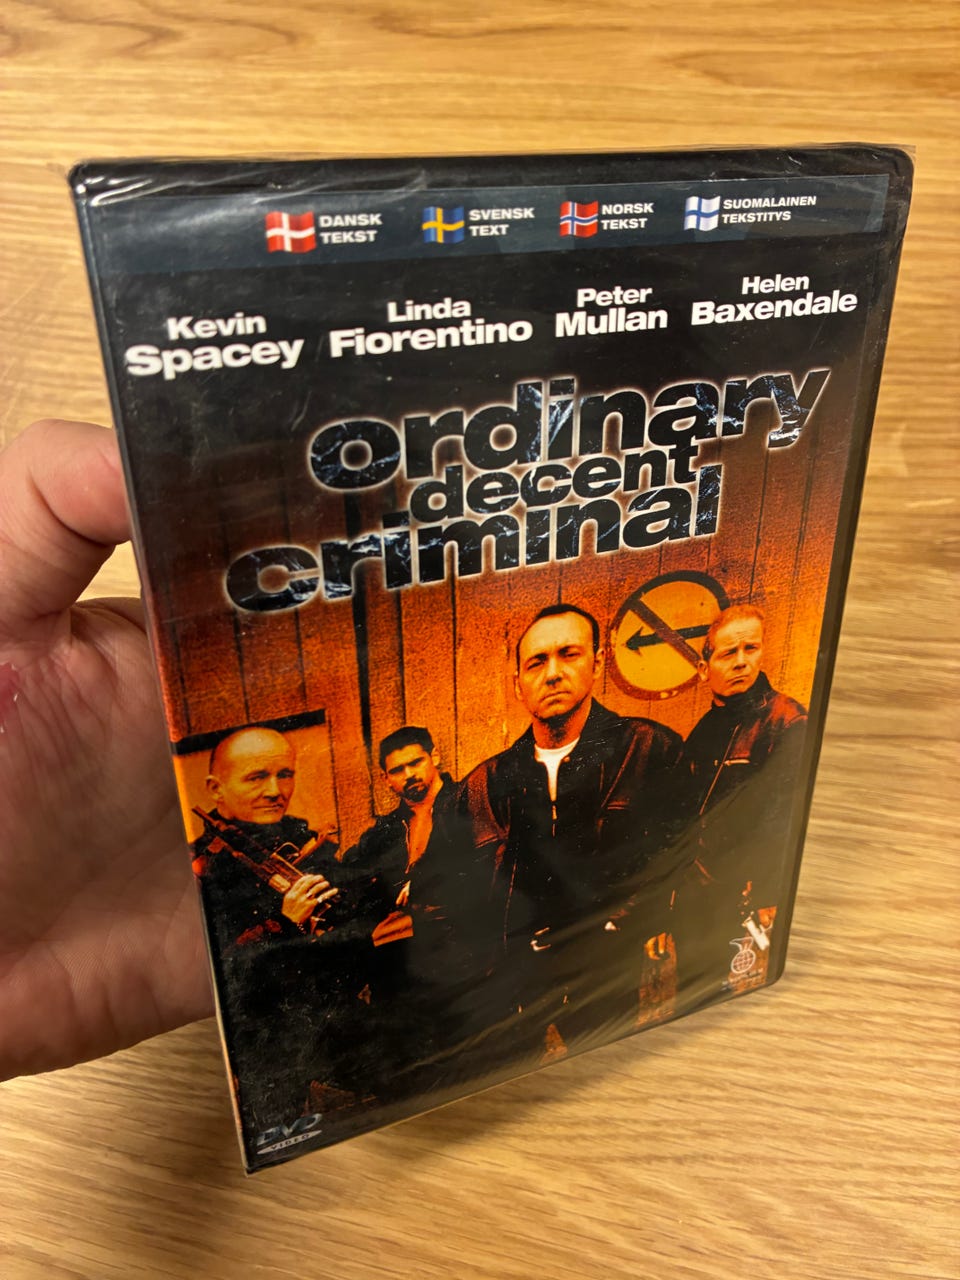 DANSK
TEKST
SVENSK
TEXT
NORSK
TEKST
SUOMALAINEN
TEKSTITYS
Kevin
Spacey
Linda
Fiorentino
Peter
Mullan
Helen
Baxendale
ordinary
decent
criminal
DVD
VIDEO